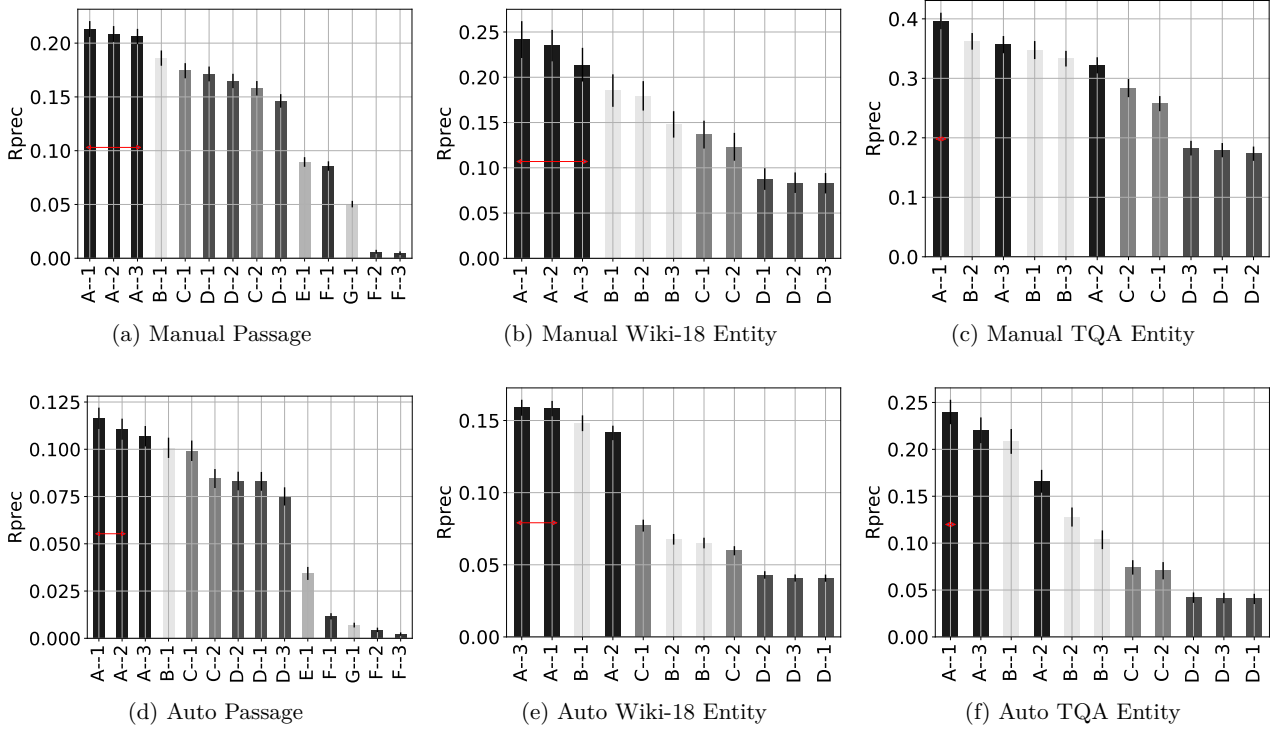 Rprec
0.20
0.15
0.10
0.05
0.00
A--1 A--2 A--3 B--1 C--1 D--1 D--2 C--2 D--3 E--1 F--1 G--1 F--2 F--3
(a) Manual Passage
Rprec
0.25
0.20
0.15
0.10
0.05
0.00
A--1 A--2 A--3 B--1 B--2 B--3 C--1 C--2 D--1 D--2 D--3
(b) Manual Wiki-18 Entity
Rprec
0.4
0.3
0.2
0.1
0.0
A--1 B--2 A--3 B--1 B--3 A--2 C--2 C--1 D--3 D--1 D--2
(c) Manual TQA Entity
Rprec
0.125
0.100
0.075
0.050
0.025
0.000
A--1 A--2 A--3 B--1 C--1 C--2 D--2 D--1 D--3 E--1 F--1 G--1 F--2 F--3
(d) Auto Passage
Rprec
0.15
0.10
0.05
0.00
A--3 A--1 B--1 A--2 C--1 B--2 B--3 C--2 D--2 D--3 D--1
(e) Auto Wiki-18 Entity
Rprec
0.25
0.20
0.15
0.10
0.05
0.00
A--1 A--3 B--1 A--2 B--2 B--3 C--1 C--2 D--2 D--3 D--1
(f) Auto TQA Entity